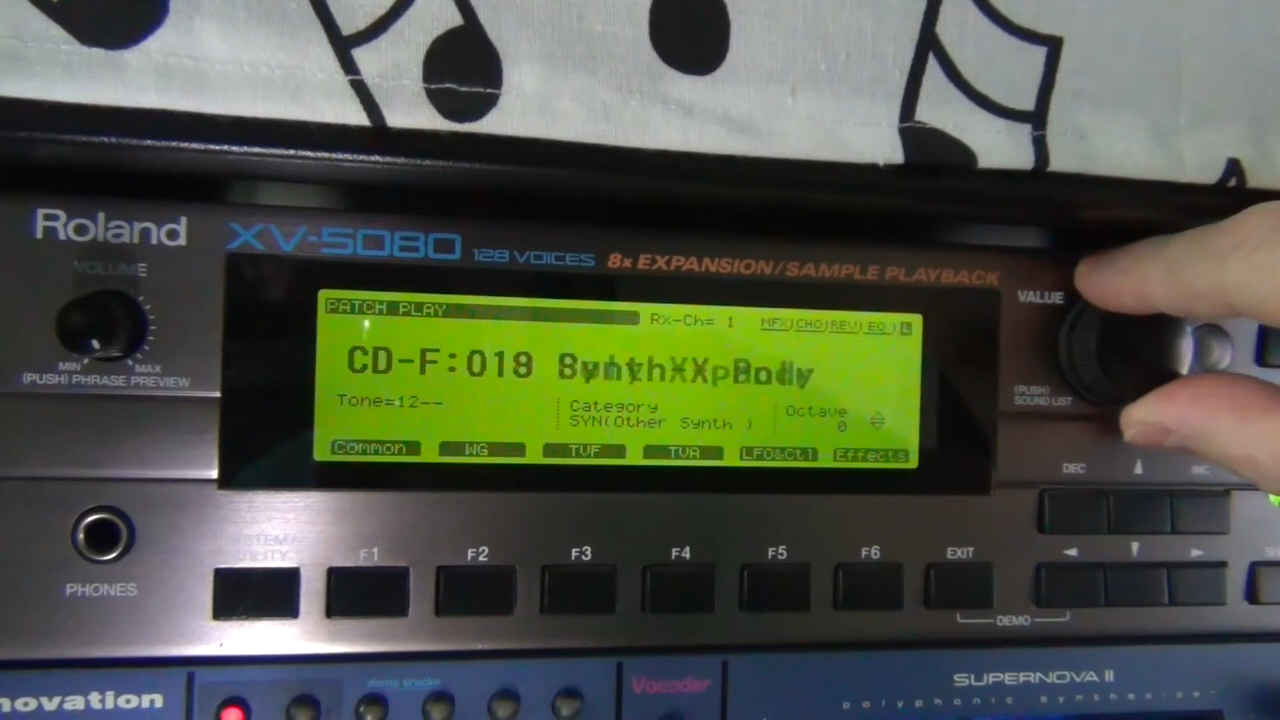 Roland
XV-5080 128 VOICES 8x EXPANSION/SAMPLE PLAYBACK
VOLUME
MIN MAX
(PUSH) PHRASE PREVIEW
PATCH PLAY Rx-Ch= 1 MFX CHO REV EQ L
CD-F:018
Tone=12-- Category Octave
SYN(Other Synth ) 0
Common WG TVF TVA LFO&Ctl Effects
VALUE
(PUSH)
SOUND LIST
DEC
F1 F2 F3 F4 F5 F6 EXIT
PHONES
DEMO
novation
demo tracks
Vocoder
SUPERNOVA II
polyphonic synthesiser